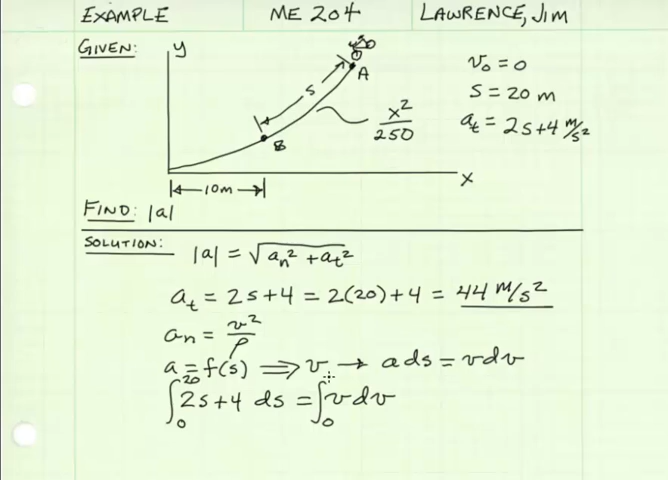 EXAMPLE ME 204 LAWRENCE, JIM
GIVEN:
y
A
S
B
x²/250
10m
x
v₀ = 0
S = 20 m
aₜ = 2s+4 m/s²
FIND: |a|
SOLUTION: |a| = √(aₙ² + aₜ²)
aₜ = 2s+4 = 2(20)+4 = 44 m/s²
aₙ = v²/ρ
a = f(s) ⟹ v → a ds = v dv
∫₀²⁰ 2s+4 ds = ∫₀ v dv